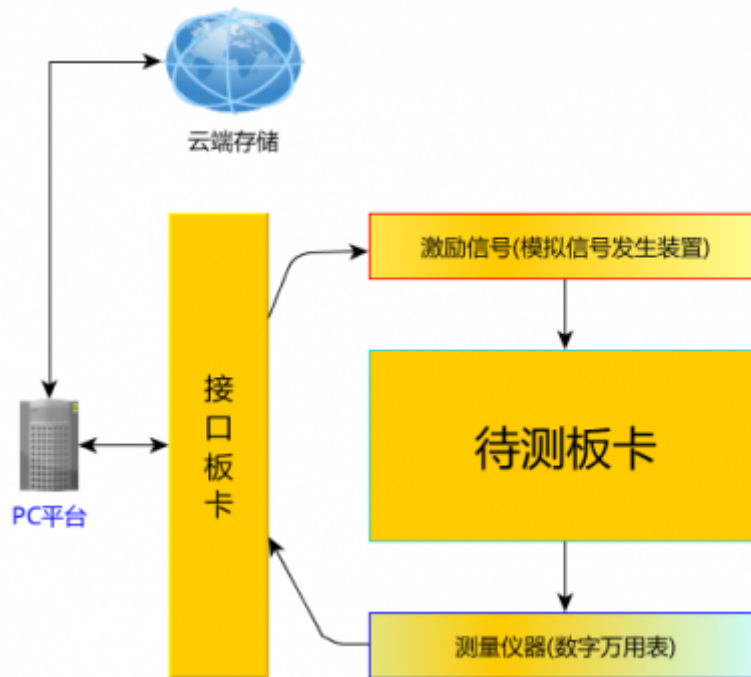 云端存储
激励信号(模拟信号发生装置)
接口板卡
待测板卡
PC平台
测量仪器(数字万用表)